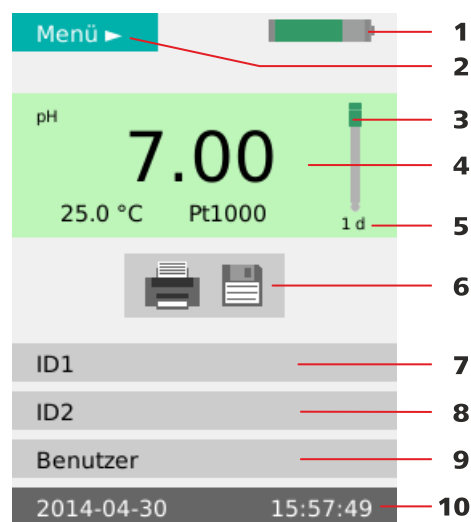 Menü ►
1
2
pH
3
7.00
4
25.0 °C Pt1000
1 d
5
6
ID1
7
ID2
8
Benutzer
9
2014-04-30 15:57:49
10